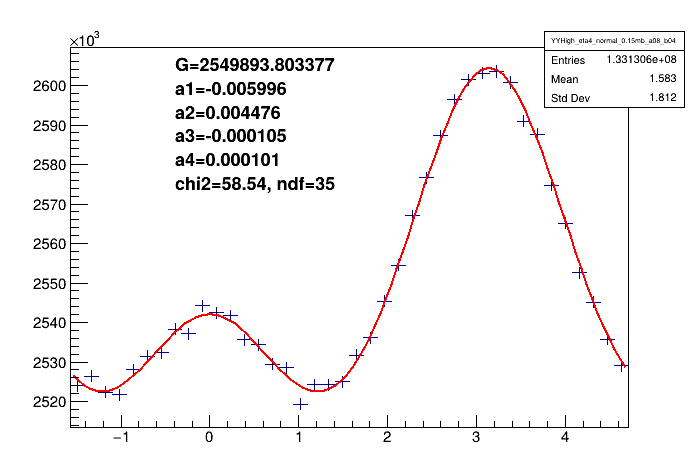 ×10³
YYHigh_eta4_normal_0.15mb_a08_b04
Entries 1.331306e+08
Mean 1.583
Std Dev 1.812
G=2549893.803377
a1=-0.005996
a2=0.004476
a3=-0.000105
a4=0.000101
chi2=58.54, ndf=35
2600
2590
2580
2570
2560
2550
2540
2530
2520
−1 0 1 2 3 4